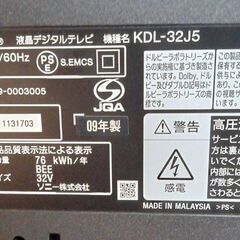 液晶デジタルテレビ 機種名 KDL-32J5
/60Hz
PS
E
S.EMCS
JQA
9-0003005
1131703
09年製
品質表示法による表示
76 kWh/年
BEE
32V
ソニー株式会社
ドルビーラボラトリーズか
らの実施権に基づき製造さ
れています。Dolby、ドル
ビー及びダブルD記号はド
ルビーラボラトリーズの商
標です。
感電
高圧
MADE IN MALAYSIA >PS<